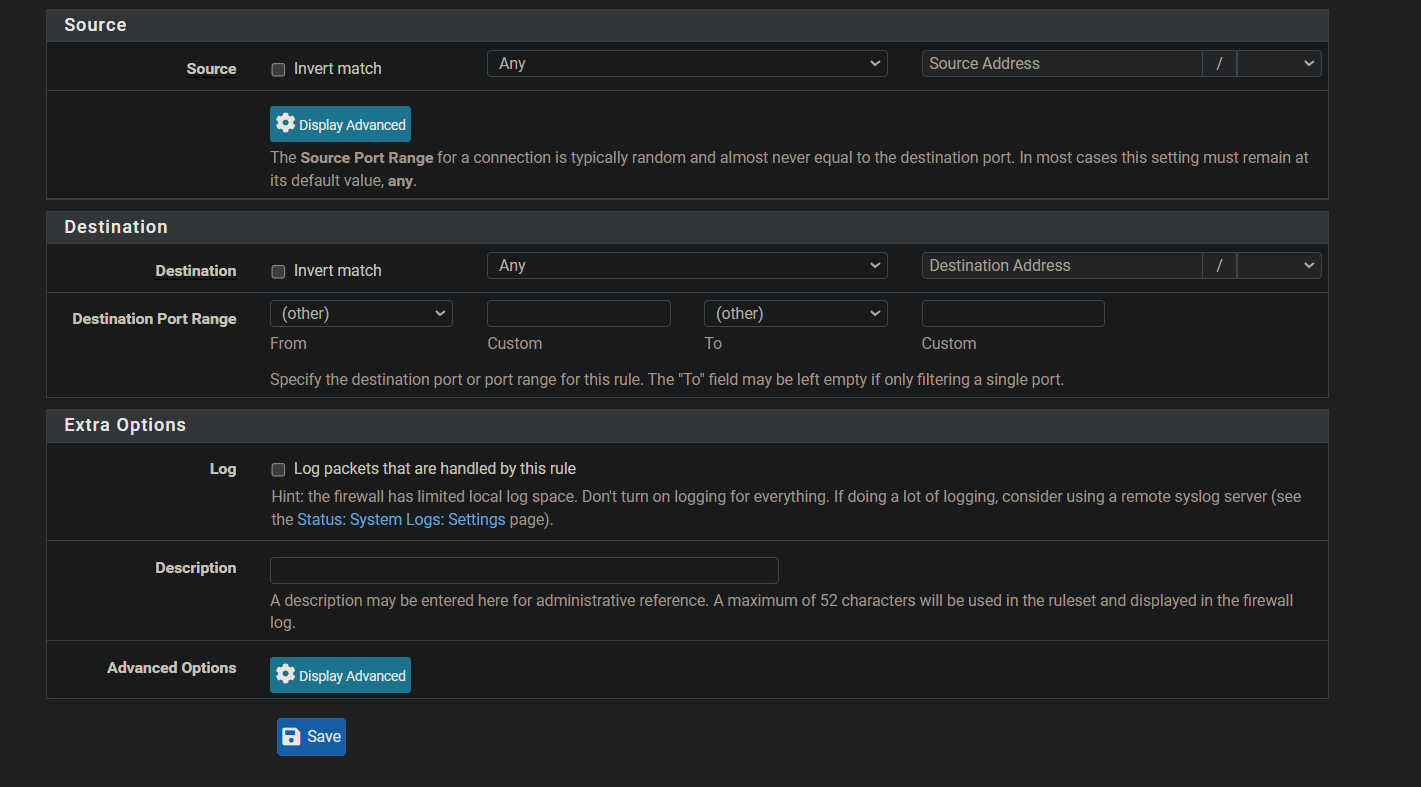 Source
Source Invert match Any Source Address /
Display Advanced
The Source Port Range for a connection is typically random and almost never equal to the destination port. In most cases this setting must remain at
its default value, any.
Destination
Destination Invert match Any Destination Address /
Destination Port Range (other) (other)
From Custom To Custom
Specify the destination port or port range for this rule. The "To" field may be left empty if only filtering a single port.
Extra Options
Log Log packets that are handled by this rule
Hint: the firewall has limited local log space. Don't turn on logging for everything. If doing a lot of logging, consider using a remote syslog server (see
the Status: System Logs: Settings page).
Description
A description may be entered here for administrative reference. A maximum of 52 characters will be used in the ruleset and displayed in the firewall
log.
Advanced Options Display Advanced
Save